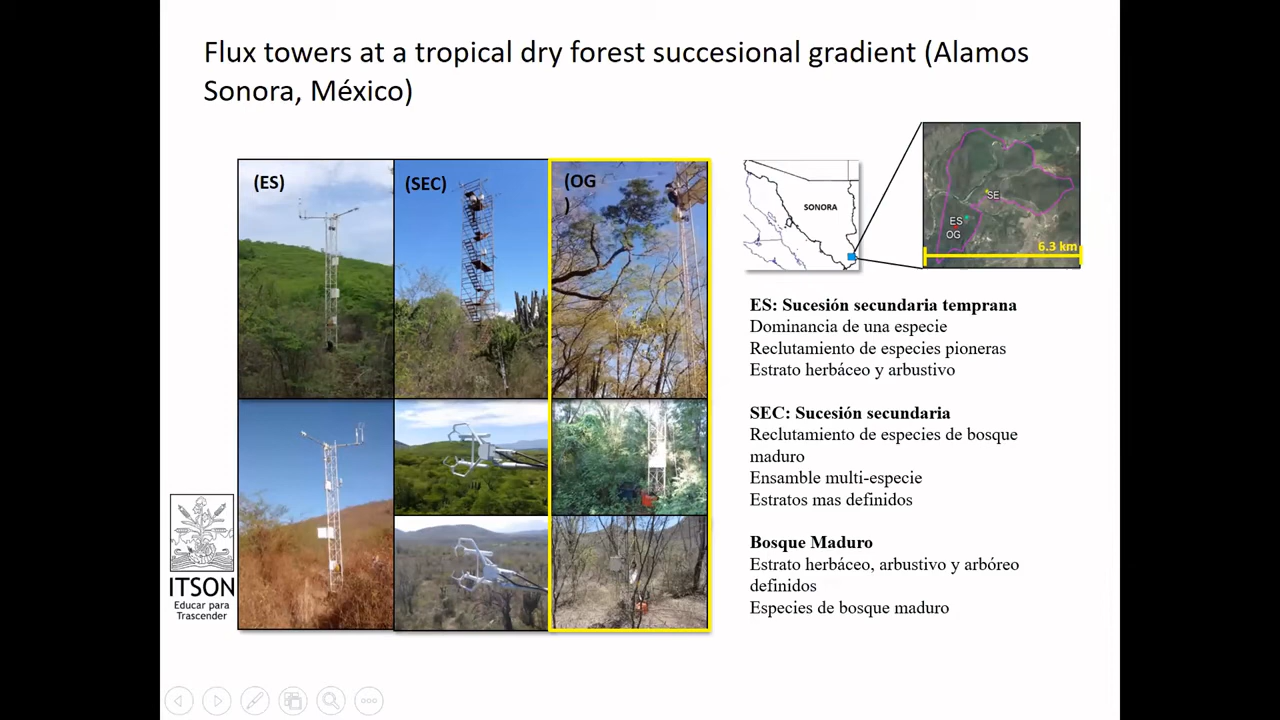 Flux towers at a tropical dry forest succesional gradient (Alamos
Sonora, México)
(ES)
(SEC)
(OG
)
SONORA
SE
ES
OG
6.3 km
ES: Sucesión secundaria temprana
Dominancia de una especie
Reclutamiento de especies pioneras
Estrato herbáceo y arbustivo
SEC: Sucesión secundaria
Reclutamiento de especies de bosque
maduro
Ensamble multi-especie
Estratos mas definidos
Bosque Maduro
Estrato herbáceo, arbustivo y arbóreo
definidos
Especies de bosque maduro
ITSON
Educar para
Trascender